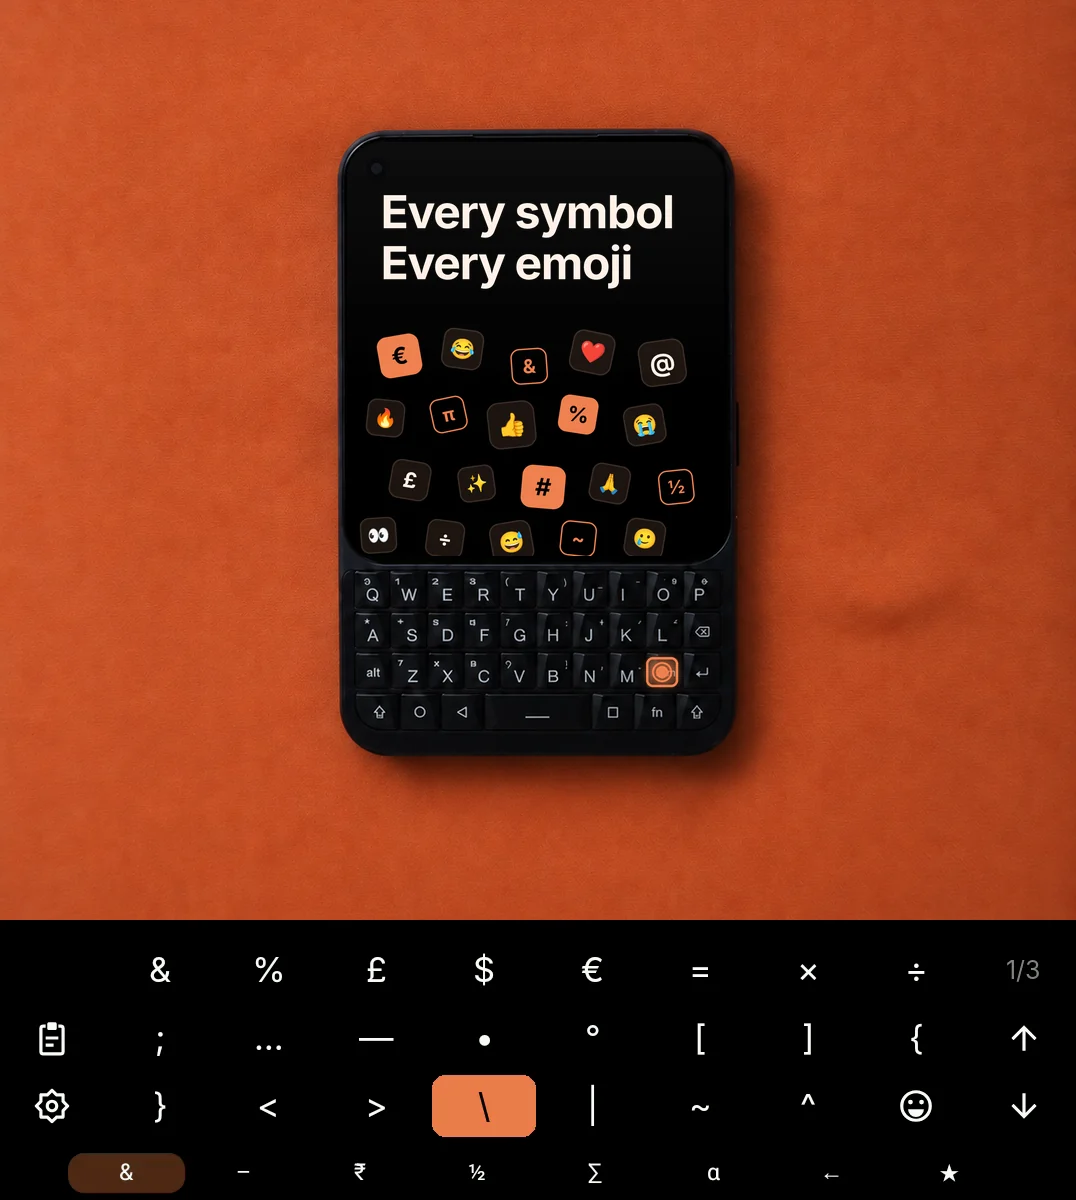 Every symbol
Every emoji
€ & @
π %
£ # ½
÷ ~
Q W E R T Y U I O P
A S D F G H J K L
alt Z X C V B N M
fn
& % £ $ € = × ÷ 1/3
; … — • ° [ ] {
} < > \ | ~ ^
& − ₹ ½ ∑ α ← ★